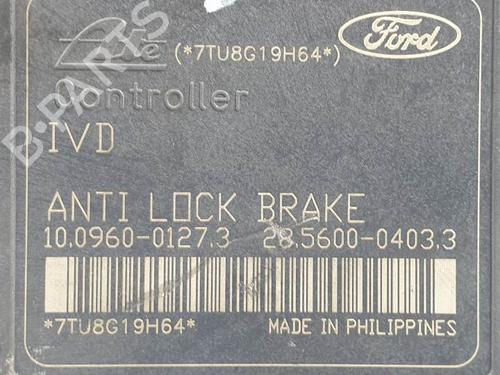 Ate (*7TU8G19H64*) Ford
Controller
IVD
ANTI LOCK BRAKE
10.0960-0127.3 28.5600-0403.3
*7TU8G19H64* MADE IN PHILIPPINES
B-PARTS